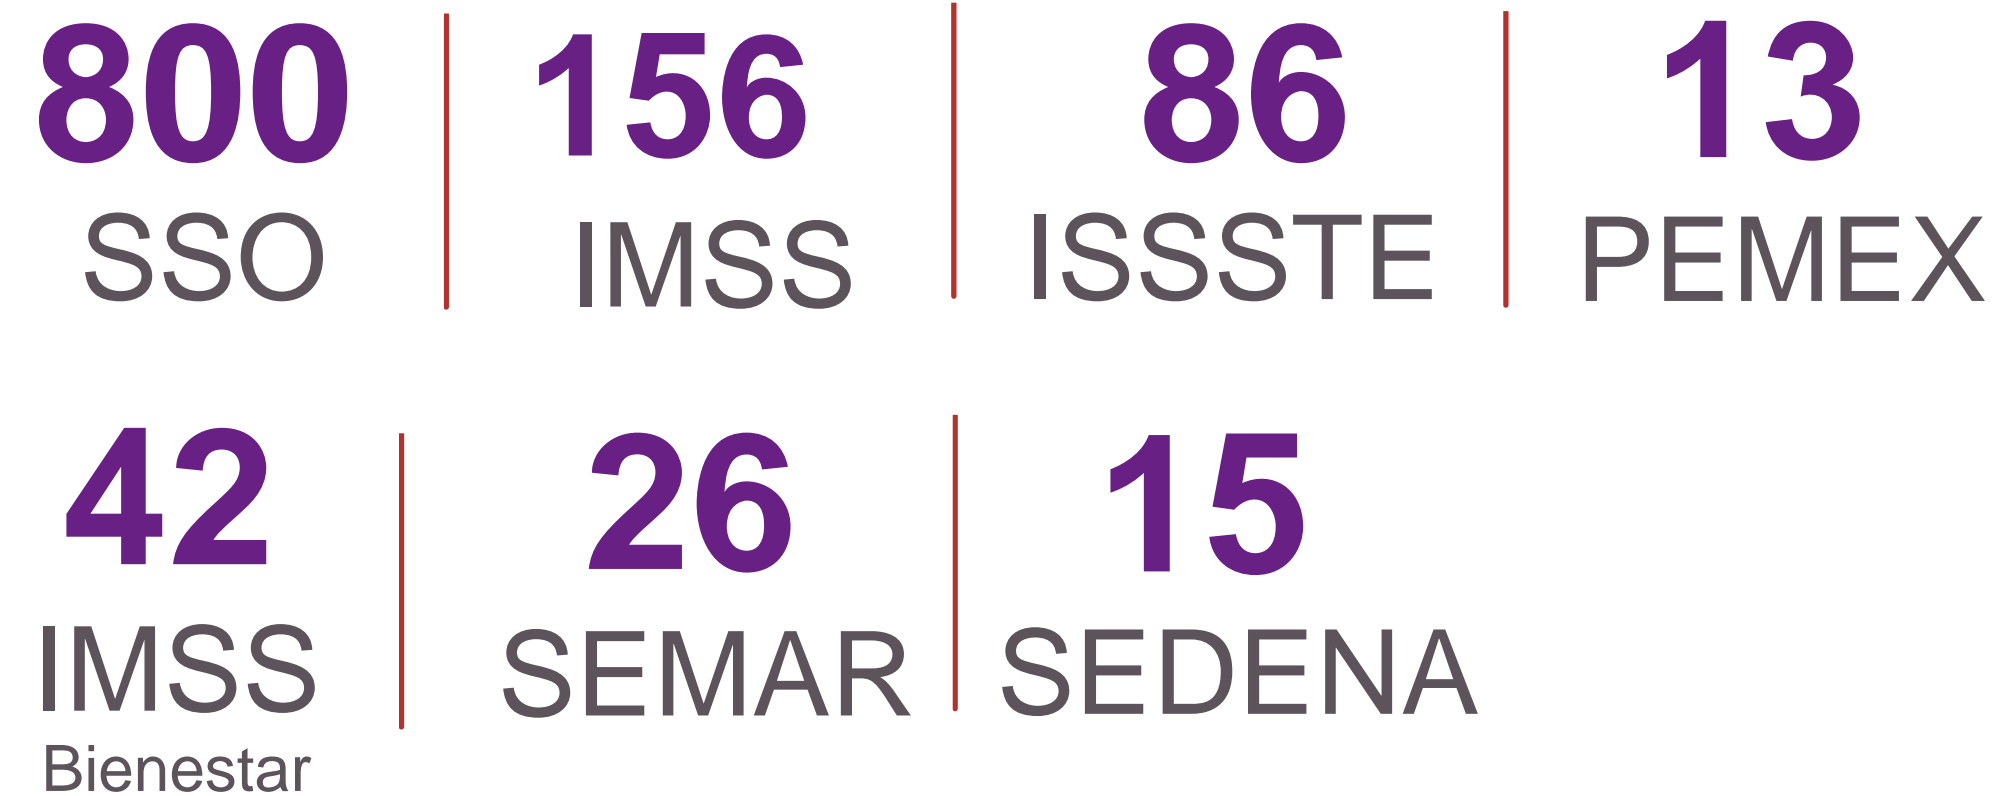 800 156 86 13
SSO IMSS ISSSTE PEMEX
42 26 15
IMSS SEMAR SEDENA
Bienestar